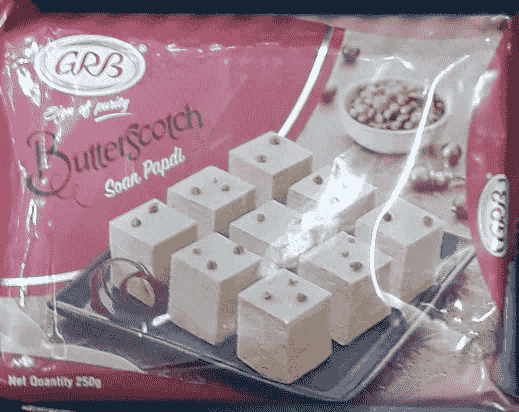 GRB
Sign of purity
Butterscotch
Soan Papdi
GRB
Net Quantity 250g